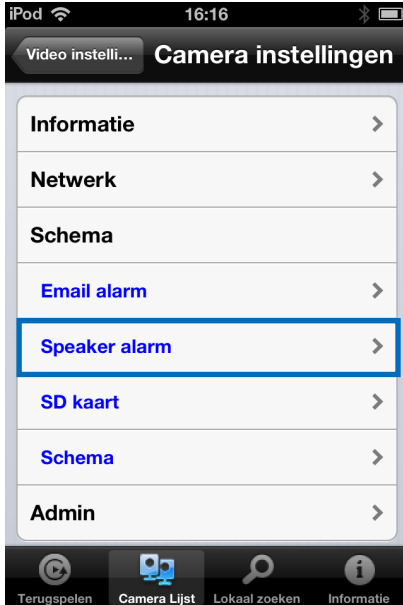 iPod 16:16
Video instelli... Camera instellingen
Informatie
Netwerk
Schema
Email alarm
Speaker alarm
SD kaart
Schema
Admin
Terugspelen Camera Lijst Lokaal zoeken Informatie